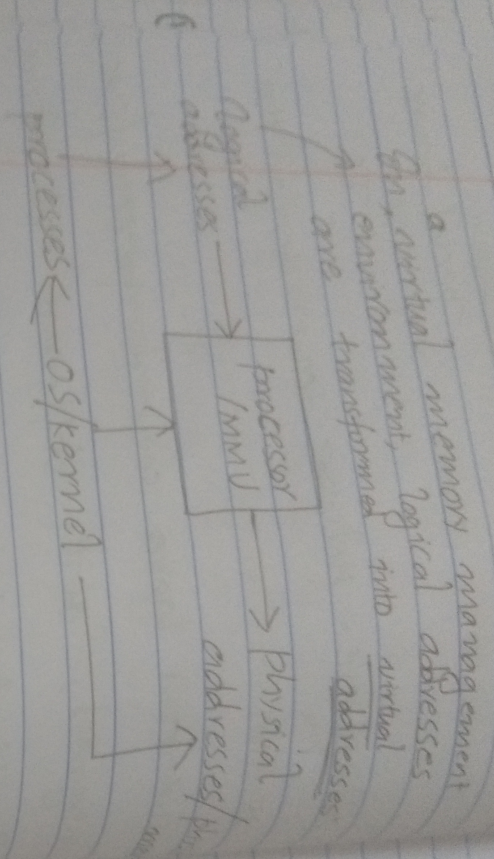 In a virtual memory management
environment, logical addresses
are transformed into virtual
addresses
logical
addresses
processor
/MMU
physical
addresses/
processes
OS/kernel